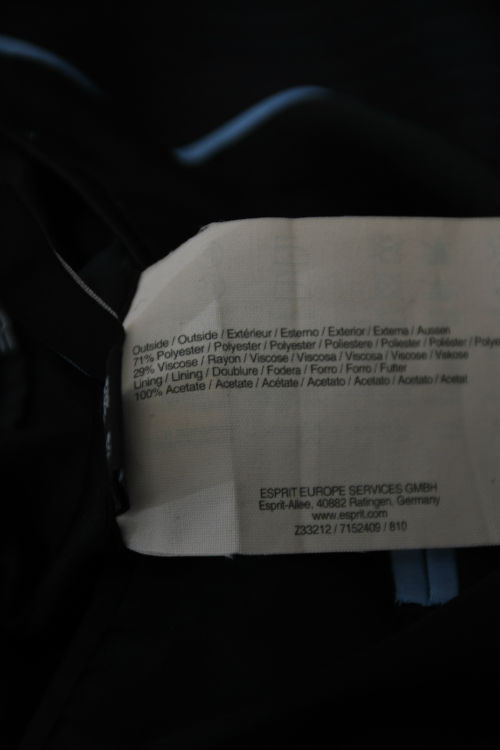 Outside / Outside / Extérieur / Esterno / Exterior / Externa / Aussen
71% Polyester / Polyester / Polyester / Poliestere / Poliester / Poliéster / Polye
29% Viscose / Rayon / Viscose / Viscosa / Viscosa / Viscose / Viskose
Lining / Lining / Doublure / Fodera / Forro / Forro / Futter
100% Acetate / Acetate / Acétate / Acetato / Acetato / Acetato / Acetat
ESPRIT EUROPE SERVICES GMBH
Esprit-Allee, 40882 Ratingen, Germany
www.esprit.com
Z33212 / 7152409 / 810